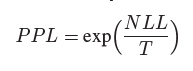 PPL = exp(NLL/T)